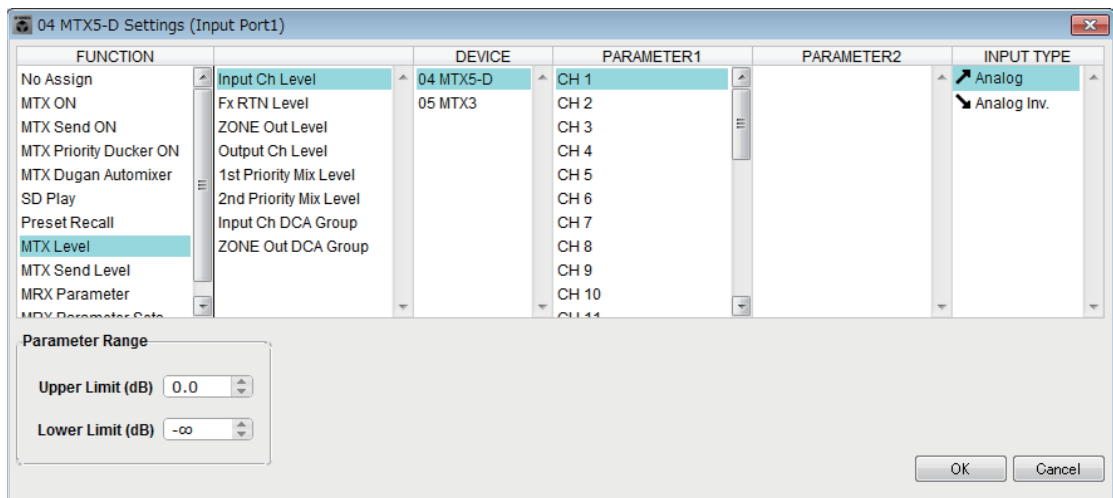 04 MTX5-D Settings (Input Port1)
FUNCTION DEVICE PARAMETER1 PARAMETER2 INPUT TYPE
No Assign Input Ch Level 04 MTX5-D CH 1 Analog
MTX ON Fx RTN Level 05 MTX3 CH 2 Analog Inv.
MTX Send ON ZONE Out Level CH 3
MTX Priority Ducker ON Output Ch Level CH 4
MTX Dugan Automixer 1st Priority Mix Level CH 5
SD Play 2nd Priority Mix Level CH 6
Preset Recall Input Ch DCA Group CH 7
MTX Level ZONE Out DCA Group CH 8
MTX Send Level CH 9
MRX Parameter CH 10
MRX Parameter Sets CH 11
Parameter Range
Upper Limit (dB) 0.0
Lower Limit (dB) -∞
OK Cancel